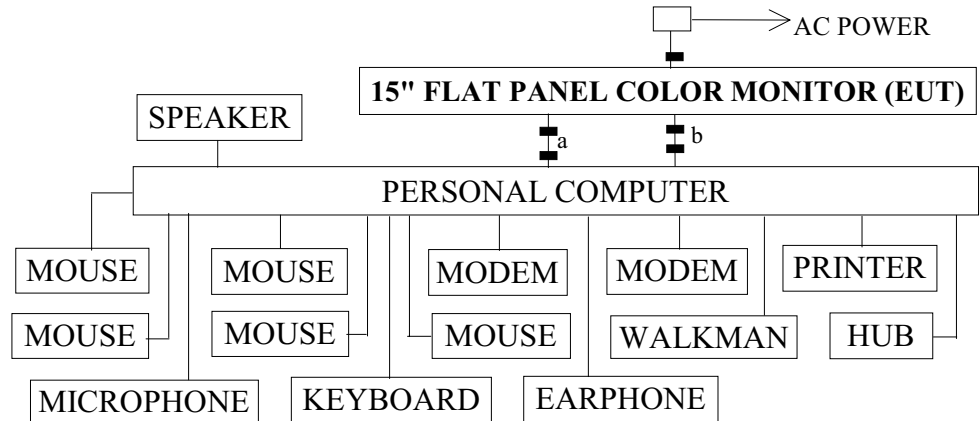 AC POWER
15" FLAT PANEL COLOR MONITOR (EUT)
SPEAKER
a
b
PERSONAL COMPUTER
MOUSE
MOUSE
MODEM
MODEM
PRINTER
MOUSE
MOUSE
MOUSE
WALKMAN
HUB
MICROPHONE
KEYBOARD
EARPHONE